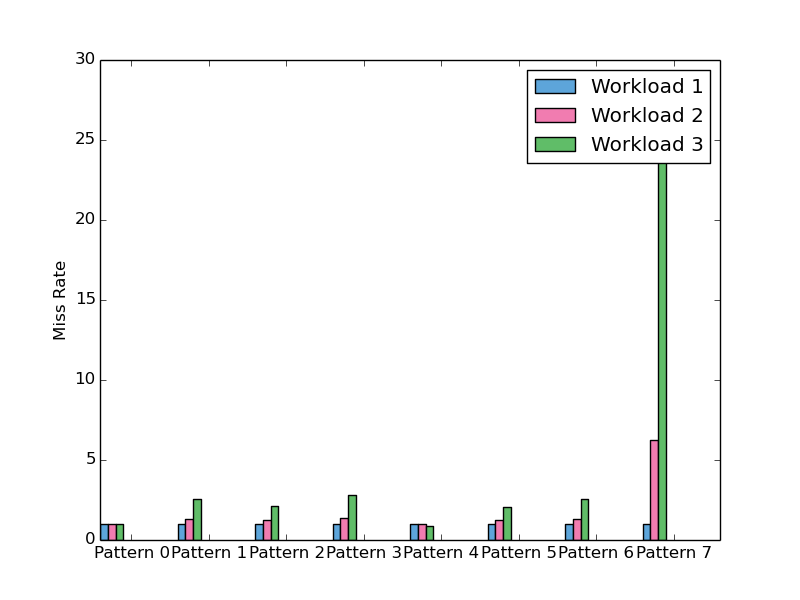 30
25
20
15
10
5
0
Miss Rate
Workload 1
Workload 2
Workload 3
Pattern 0 Pattern 1 Pattern 2 Pattern 3 Pattern 4 Pattern 5 Pattern 6 Pattern 7